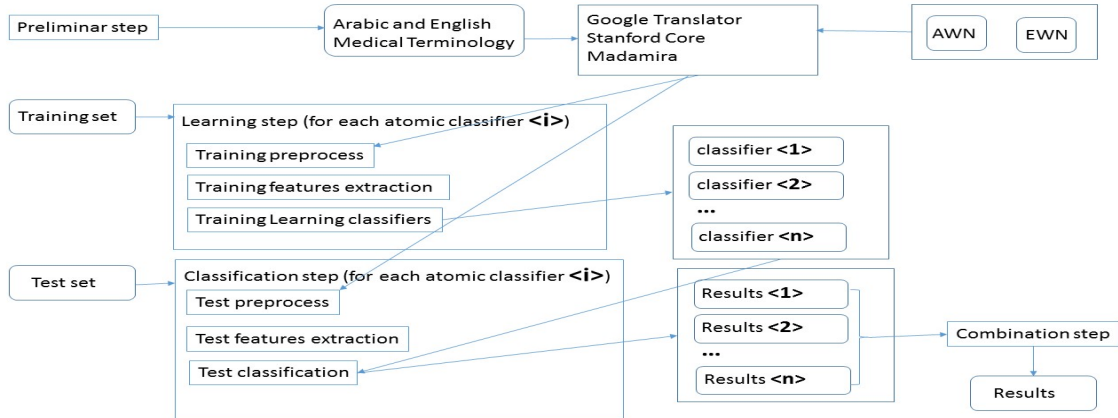 Preliminar step
Arabic and English
Medical Terminology
Google Translator
Stanford Core
Madamira
AWN
EWN
Training set
Learning step (for each atomic classifier <i>)
Training preprocess
Training features extraction
Training Learning classifiers
classifier <1>
classifier <2>
...
classifier <n>
Test set
Classification step (for each atomic classifier <i>)
Test preprocess
Test features extraction
Test classification
Results <1>
Results <2>
...
Results <n>
Combination step
Results